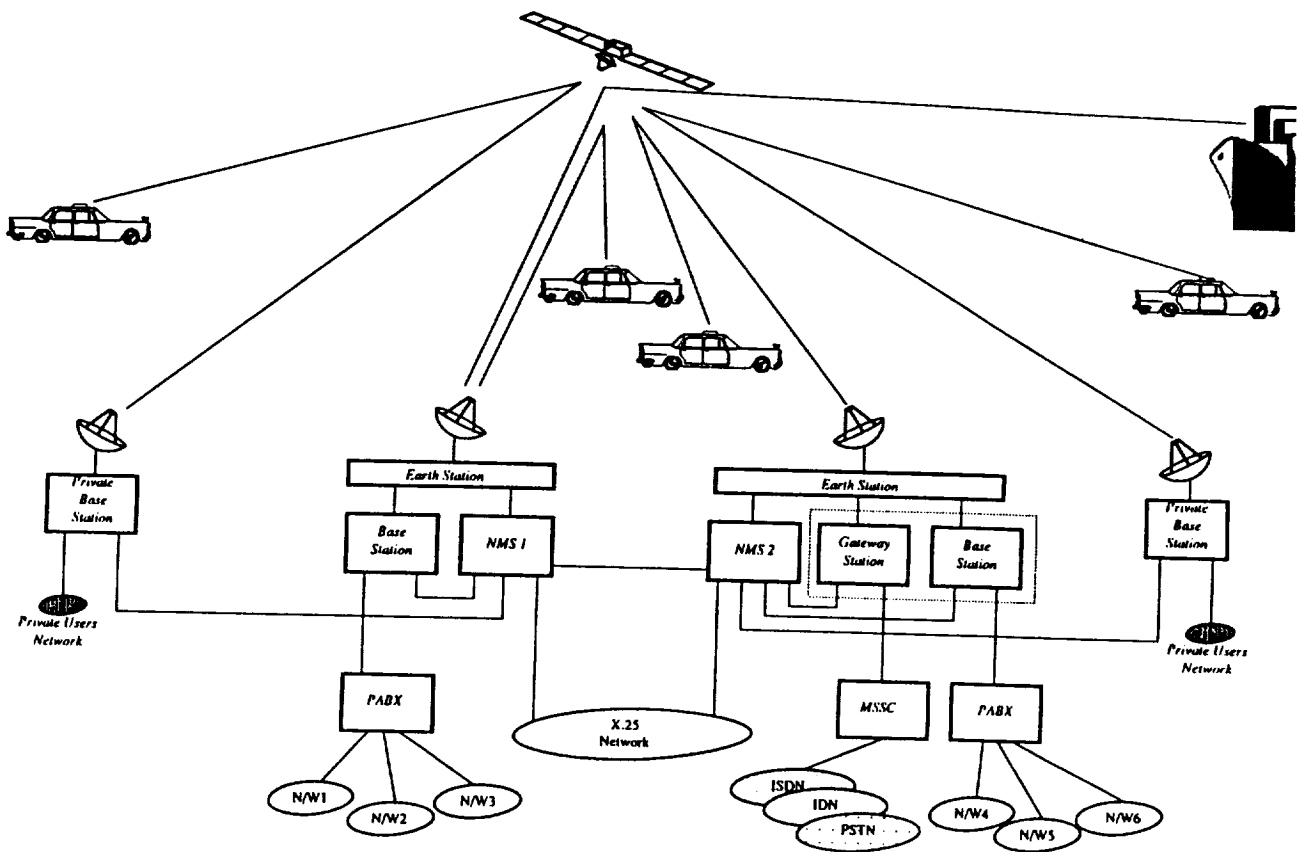 Earth Station
Earth Station
Private
Base
Station
Private
Base
Station
Base
Station
NMS 1
NMS 2
Gateway
Station
Base
Station
Private Users
Network
Private Users
Network
PABX
X.25
Network
MSSC
PABX
N/W1
N/W2
N/W3
ISDN
IDN
PSTN
N/W4
N/W5
N/W6